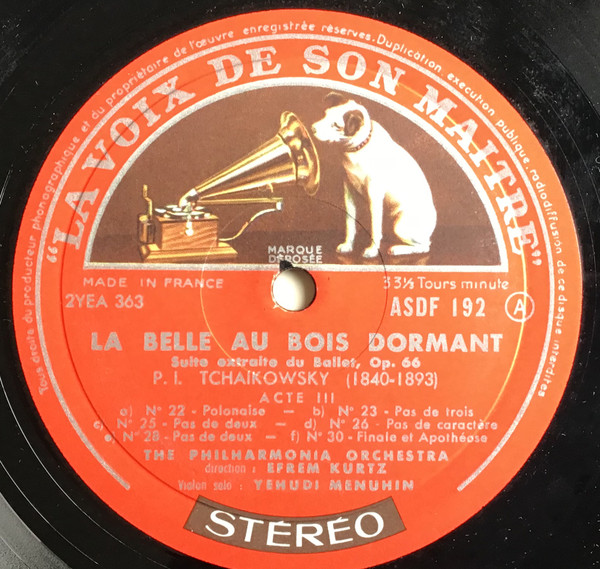 Tous droits du producteur phonographique et du propriétaire de l'œuvre enregistrée réservés. Duplication, exécution publique, radiodiffusion de ce disque interdites
"LA VOIX DE SON MAITRE"
MARQUE DÉPOSÉE
MADE IN FRANCE
33⅓ Tours minute
2YEA 363
ASDF 192 A
LA BELLE AU BOIS DORMANT
Suite extraite du Ballet, Op. 66
P. I. TCHAÏKOWSKY (1840-1893)
ACTE III
a) N° 22 - Polonaise — b) N° 23 - Pas de trois
c) N° 25 - Pas de deux — d) N° 26 - Pas de caractère
e) N° 28 - Pas de deux — f) N° 30 - Finale et Apothéose
THE PHILHARMONIA ORCHESTRA
direction : EFREM KURTZ
Violon solo : YEHUDI MENUHIN
STÉRÉO